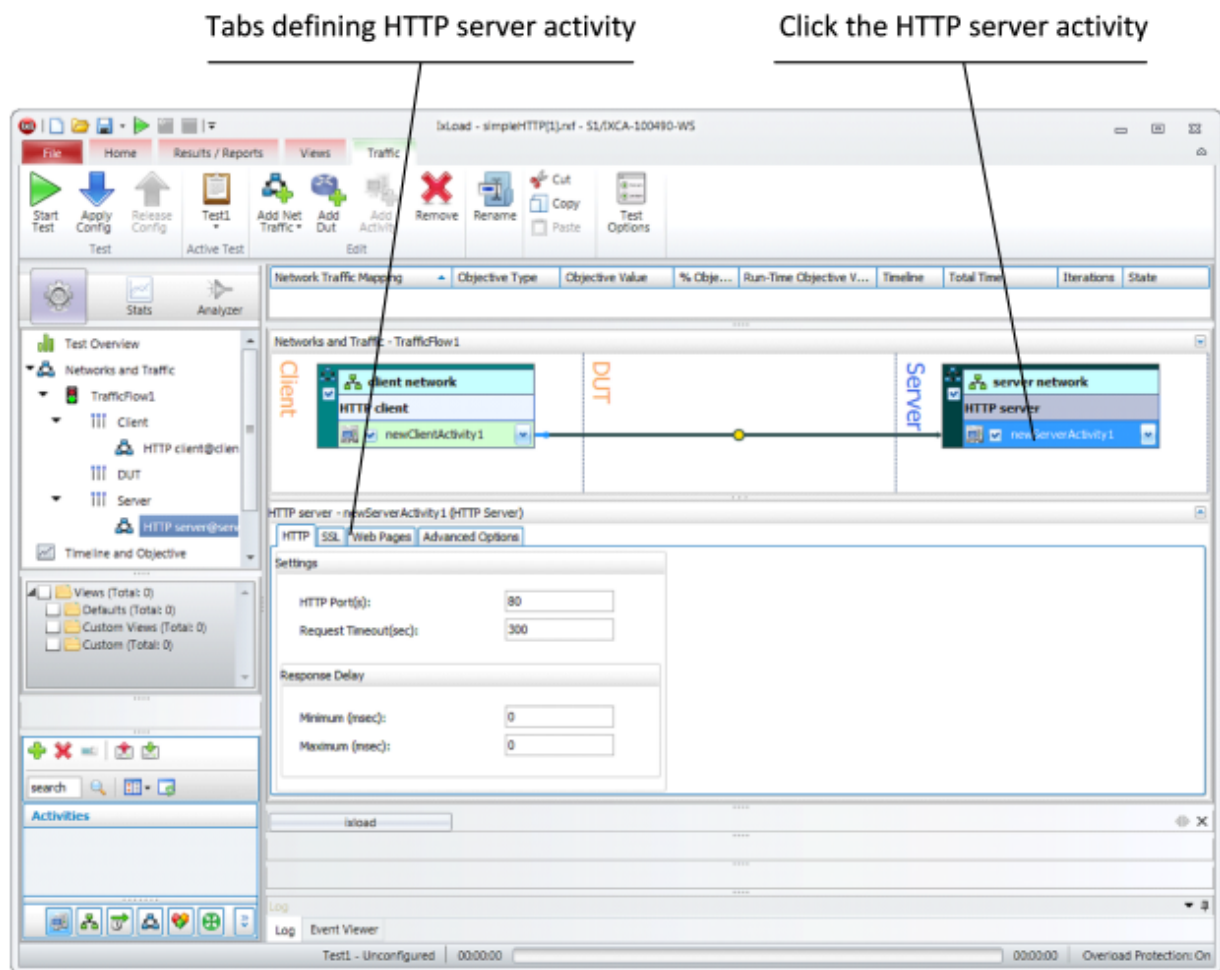 Tabs defining HTTP server activity
Click the HTTP server activity
IxLoad - simpleHTTP[1].rxf - S1/IXCA-100490-WS
File Home Results / Reports Views Traffic
Start Test
Apply Config
Release Config
Test1
Add Net Traffic
Add Dut
Add Activity
Remove
Rename
Cut
Copy
Paste
Test Options
Test
Active Test
Edit
Stats
Analyzer
Network Traffic Mapping Objective Type Objective Value % Obje... Run-Time Objective V... Timeline Total Time Iterations State
Test Overview
Networks and Traffic
TrafficFlow1
Client
HTTP client@clien
DUT
Server
HTTP server@serv
Timeline and Objective
Networks and Traffic - TrafficFlow1
Client
client network
HTTP client
newClientActivity1
DUT
Server
server network
HTTP server
newServerActivity1
HTTP server - newServerActivity1 (HTTP Server)
HTTP SSL Web Pages Advanced Options
Settings
HTTP Port(s): 80
Request Timeout(sec): 300
Response Delay
Minimum (msec): 0
Maximum (msec): 0
Views (Total: 0)
Defaults (Total: 0)
Custom Views (Total: 0)
Custom (Total: 0)
search
Activities
ixload
Log
Log Event Viewer
Test1 - Unconfigured 00:00:00 00:00:00 Overload Protection: On